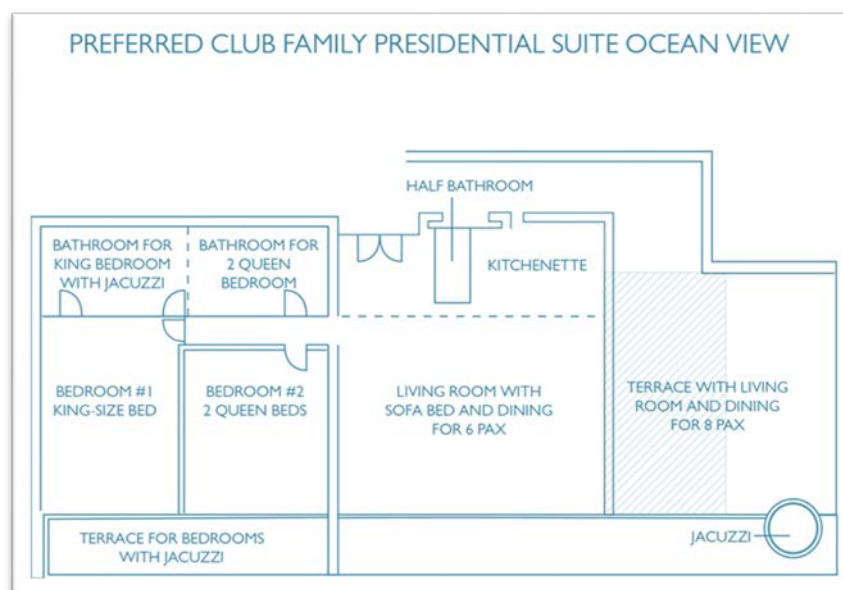 PREFERRED CLUB FAMILY PRESIDENTIAL SUITE OCEAN VIEW
HALF BATHROOM
BATHROOM FOR
KING BEDROOM
WITH JACUZZI
BATHROOM FOR
2 QUEEN
BEDROOM
KITCHENETTE
BEDROOM #1
KING-SIZE BED
BEDROOM #2
2 QUEEN BEDS
LIVING ROOM WITH
SOFA BED AND DINING
FOR 6 PAX
TERRACE WITH LIVING
ROOM AND DINING
FOR 8 PAX
TERRACE FOR BEDROOMS
WITH JACUZZI
JACUZZI